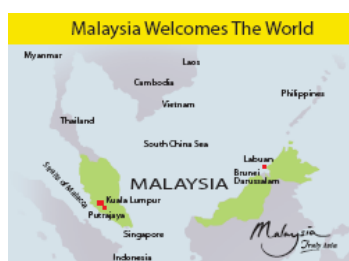 Malaysia Welcomes The World
Myanmar
Laos
Cambodia
Philippines
Vietnam
Thailand
South China Sea
Labuan
Straits of Malacca
Brunei
MALAYSIA Darussalam
Kuala Lumpur
Putrajaya
Singapore
Malaysia
Truly Asia
Indonesia